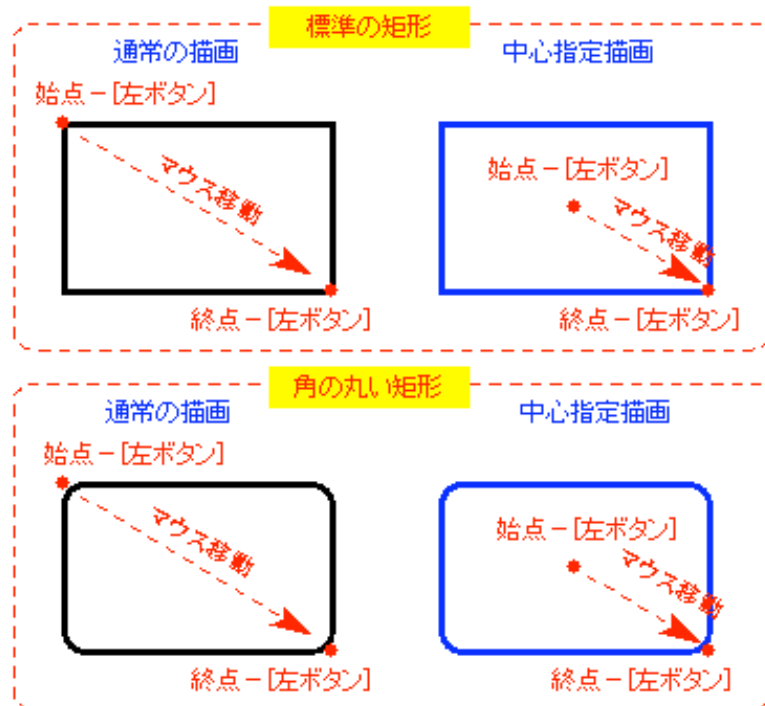 標準の矩形
通常の描画
中心指定描画
始点－[左ボタン]
マウス移動
終点－[左ボタン]
始点－[左ボタン]
マウス移動
終点－[左ボタン]
角の丸い矩形
通常の描画
中心指定描画
始点－[左ボタン]
マウス移動
終点－[左ボタン]
始点－[左ボタン]
マウス移動
終点－[左ボタン]